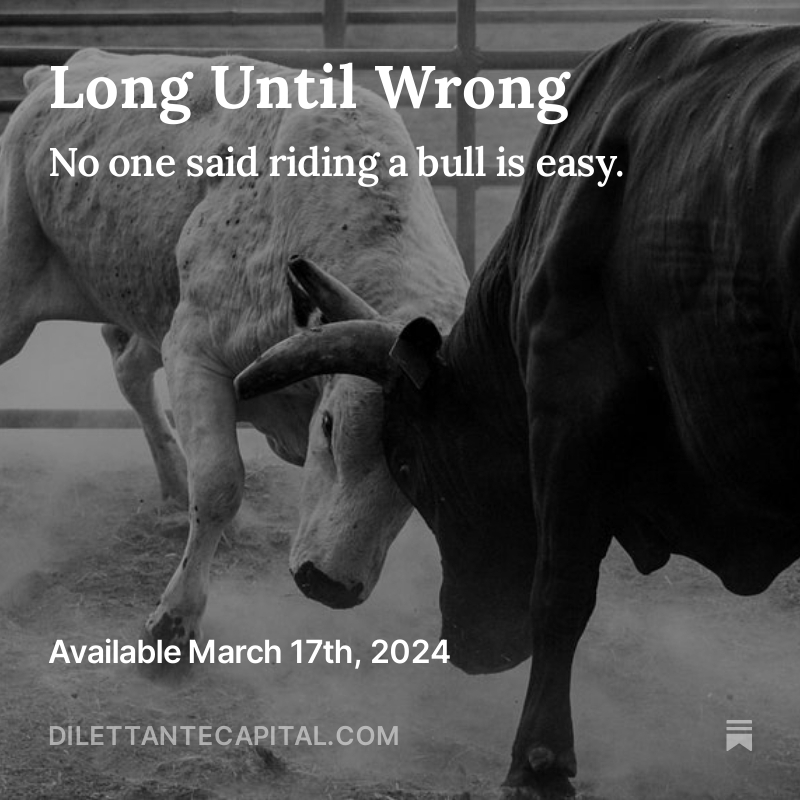 Long Until Wrong
No one said riding a bull is easy.
Available March 17th, 2024
DILETTANTECAPITAL.COM